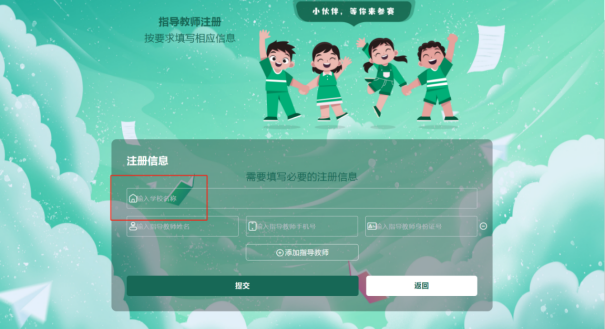 小伙伴，等你来参赛
指导教师注册
按要求填写相应信息
注册信息
需要填写必要的注册信息
输入学校名称
输入指导教师姓名
输入指导教师手机号
输入指导教师身份证号
添加指导教师
提交
返回